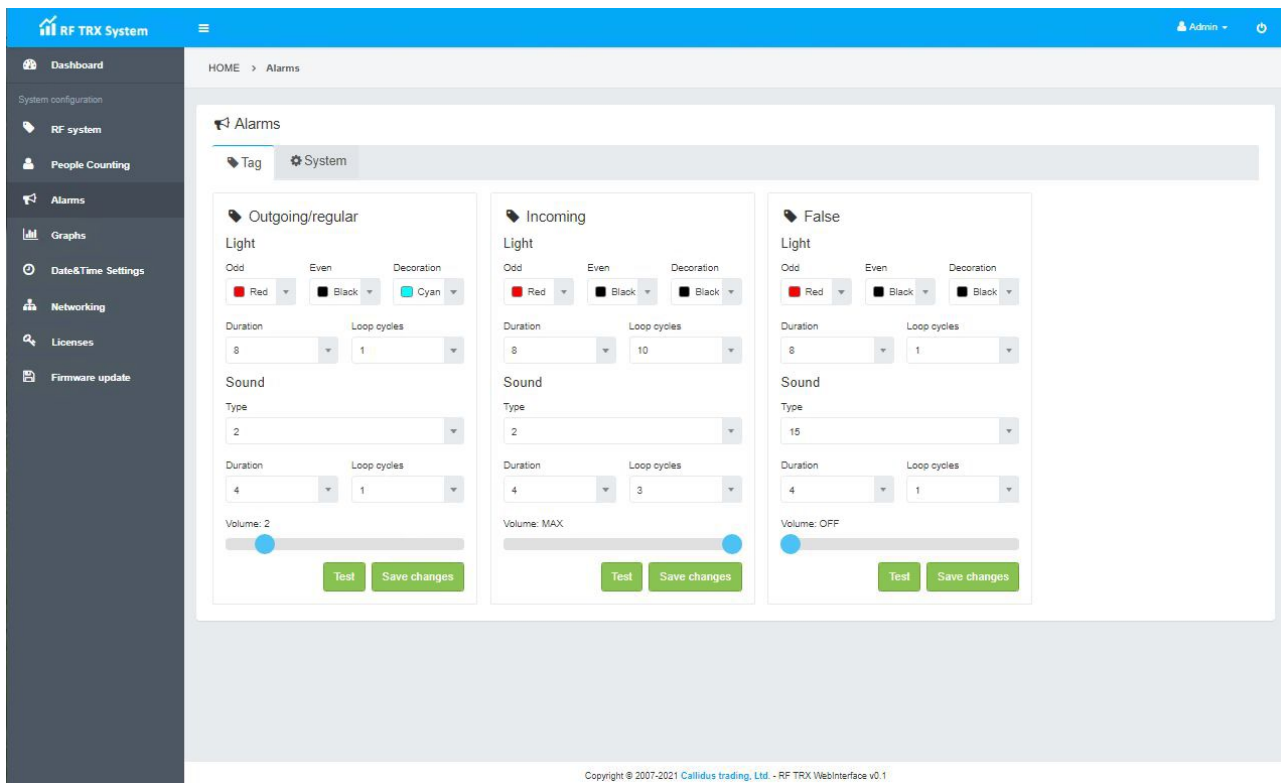 RF TRX System
Admin
Dashboard
HOME > Alarms
System configuration
RF system
People Counting
Alarms
Graphs
Date&Time Settings
Networking
Licenses
Firmware update
Alarms
Tag System
Outgoing/regular
Light
Odd Even Decoration
Red Black Cyan
Duration Loop cycles
8 1
Sound
Type
2
Duration Loop cycles
4 1
Volume: 2
Test Save changes
Incoming
Light
Odd Even Decoration
Red Black Black
Duration Loop cycles
8 10
Sound
Type
2
Duration Loop cycles
4 3
Volume: MAX
Test Save changes
False
Light
Odd Even Decoration
Red Black Black
Duration Loop cycles
8 1
Sound
Type
15
Duration Loop cycles
4 1
Volume: OFF
Test Save changes
Copyright © 2007-2021 Callidus trading, Ltd. - RF TRX WebInterface v0.1